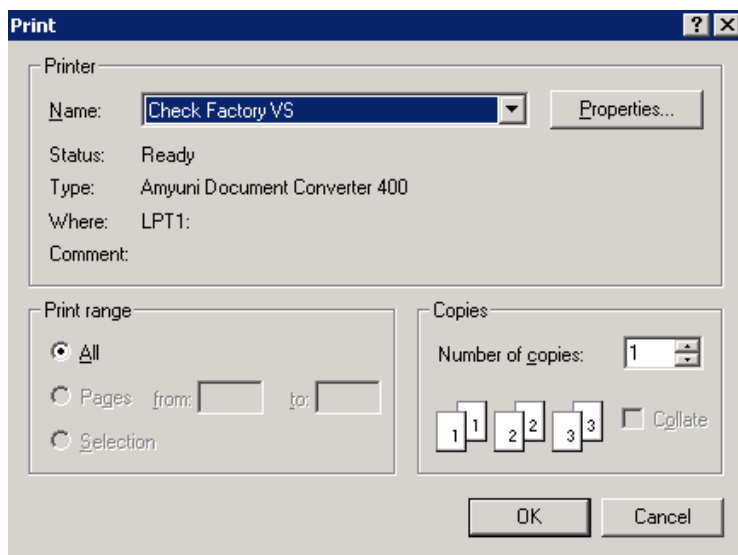 Print
Printer
Name: Check Factory VS Properties...
Status: Ready
Type: Amyuni Document Converter 400
Where: LPT1:
Comment:
Print range
All
Pages from: to:
Selection
Copies
Number of copies: 1
1 1 2 2 3 3 Collate
OK Cancel